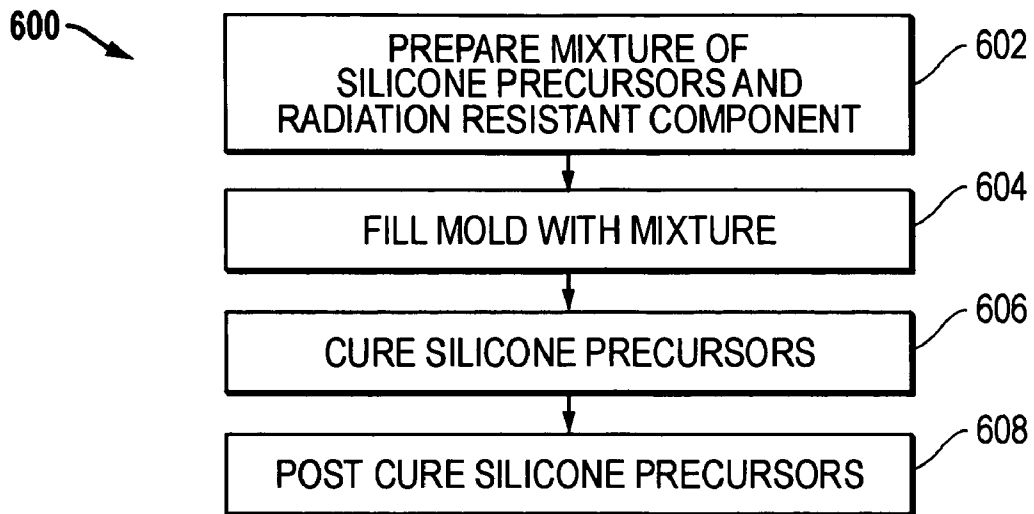 600
PREPARE MIXTURE OF
SILICONE PRECURSORS AND
RADIATION RESISTANT COMPONENT
602
FILL MOLD WITH MIXTURE
604
CURE SILICONE PRECURSORS
606
POST CURE SILICONE PRECURSORS
608